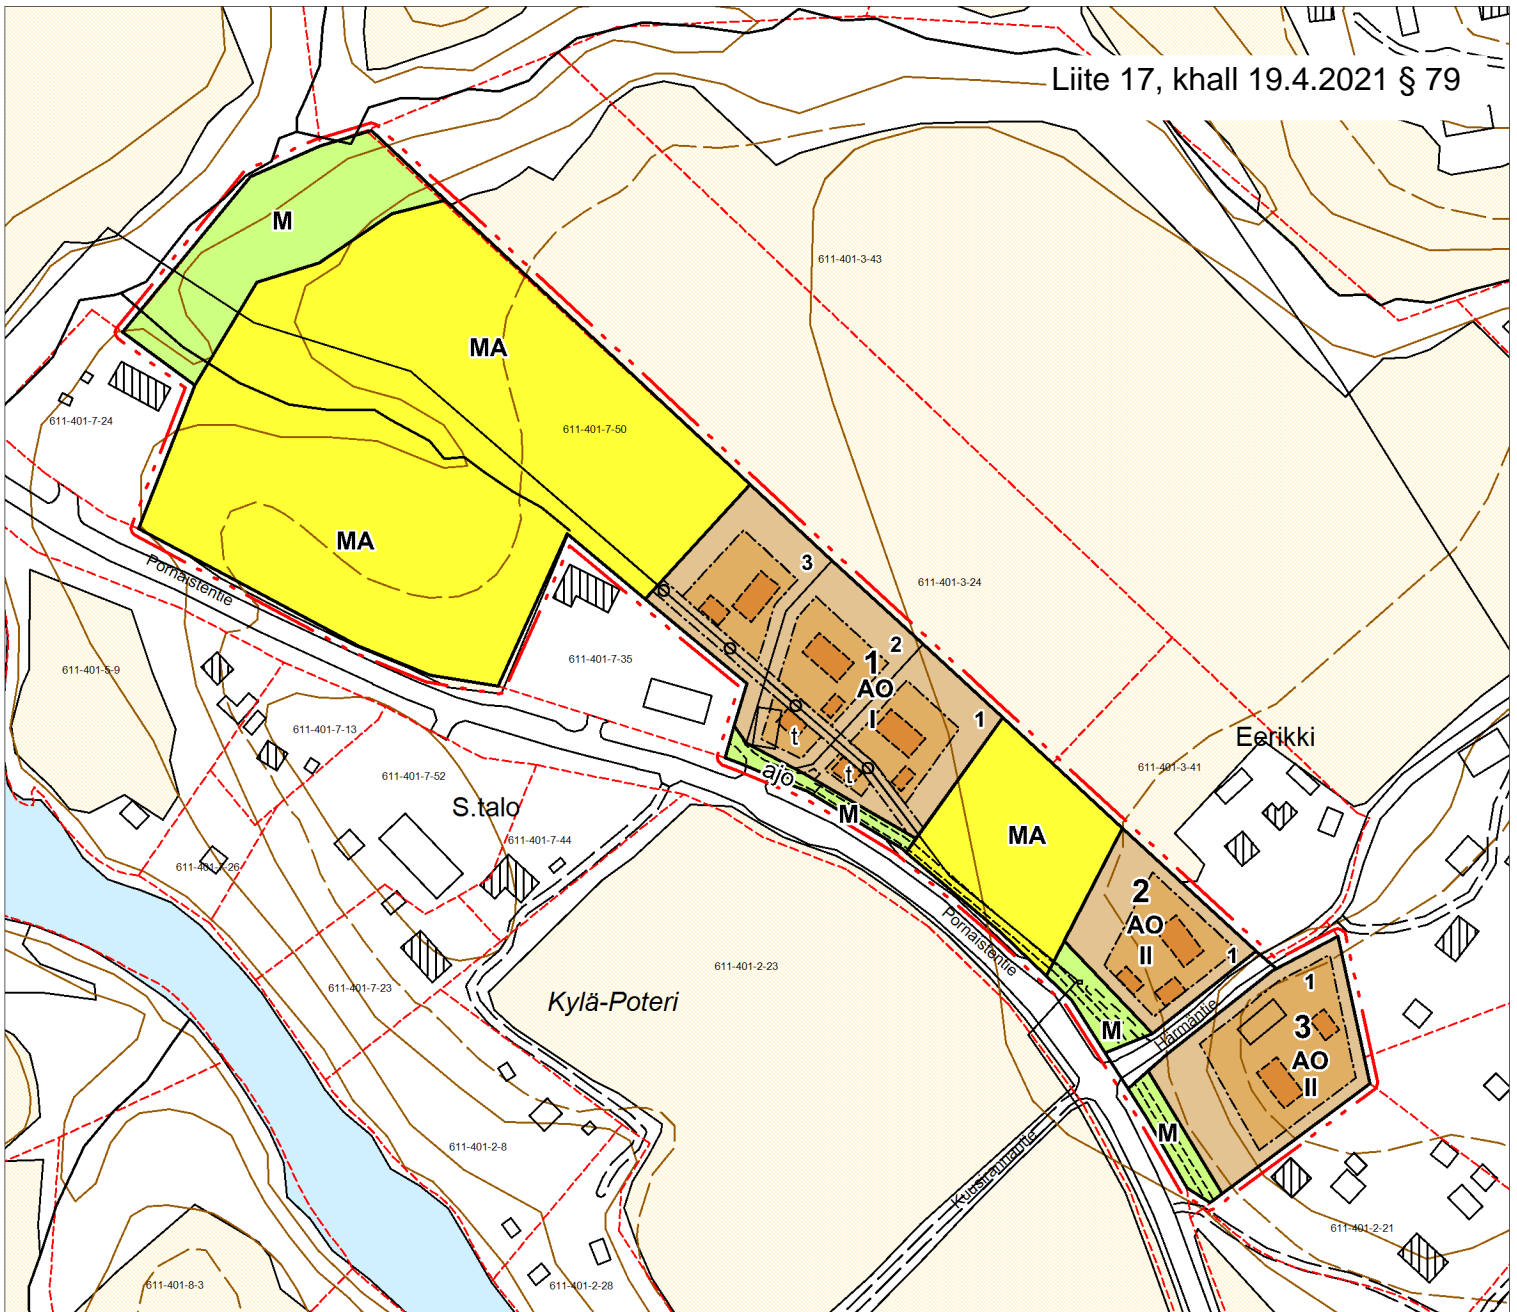 Liite 17, khall 19.4.2021 § 79
M
611-401-3-43
MA
611-401-7-24
611-401-7-50
MA
Pornaistentie
3
611-401-3-24
611-401-5-9
611-401-7-35
2
1
AO
I
1
611-401-7-13
t
Eerikki
611-401-3-41
611-401-7-52
ajo
t
S.talo
M
MA
611-401-7-44
611-401-7-26
2
AO
II
1
Pornaistentie
611-401-2-23
611-401-7-23
Kylä-Poteri
1
Harmantie
M
3
AO
II
M
611-401-2-8
Kuusirannantie
611-401-2-21
611-401-8-3
611-401-2-28